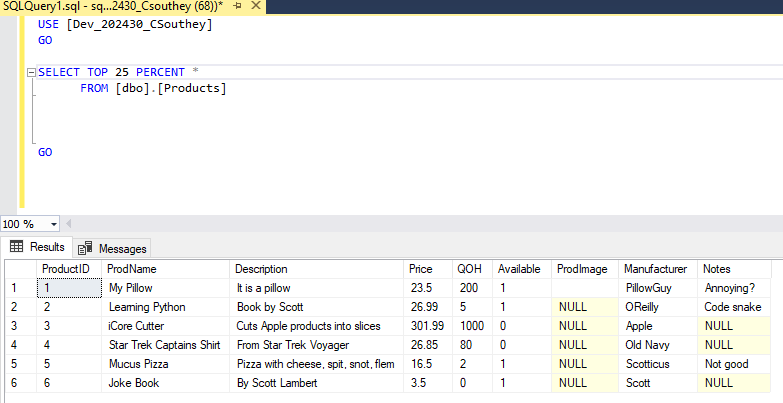 SQLQuery1.sql - sq...2430_Csouthey (68))*
USE [Dev_202430_CSouthey]
GO
SELECT TOP 25 PERCENT *
FROM [dbo].[Products]
GO
100 %
Results Messages
ProductID ProdName Description Price QOH Available ProdImage Manufacturer Notes
1 1 My Pillow It is a pillow 23.5 200 1 PillowGuy Annoying?
2 2 Learning Python Book by Scott 26.99 5 1 NULL OReilly Code snake
3 3 iCore Cutter Cuts Apple products into slices 301.99 1000 0 NULL Apple NULL
4 4 Star Trek Captains Shirt From Star Trek Voyager 26.85 80 0 NULL Old Navy NULL
5 5 Mucus Pizza Pizza with cheese, spit, snot, flem 16.5 2 1 NULL Scotticus Not good
6 6 Joke Book By Scott Lambert 3.5 0 1 NULL Scott NULL